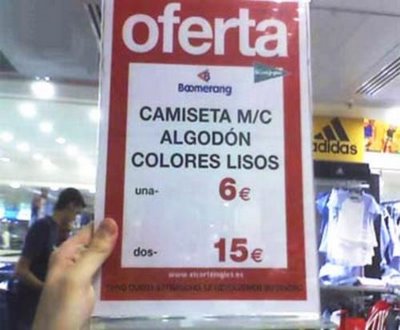 oferta
Boomerang
CAMISETA M/C
ALGODÓN
COLORES LISOS
una- 6€
dos- 15€
www.elcorteingles.es
adidas